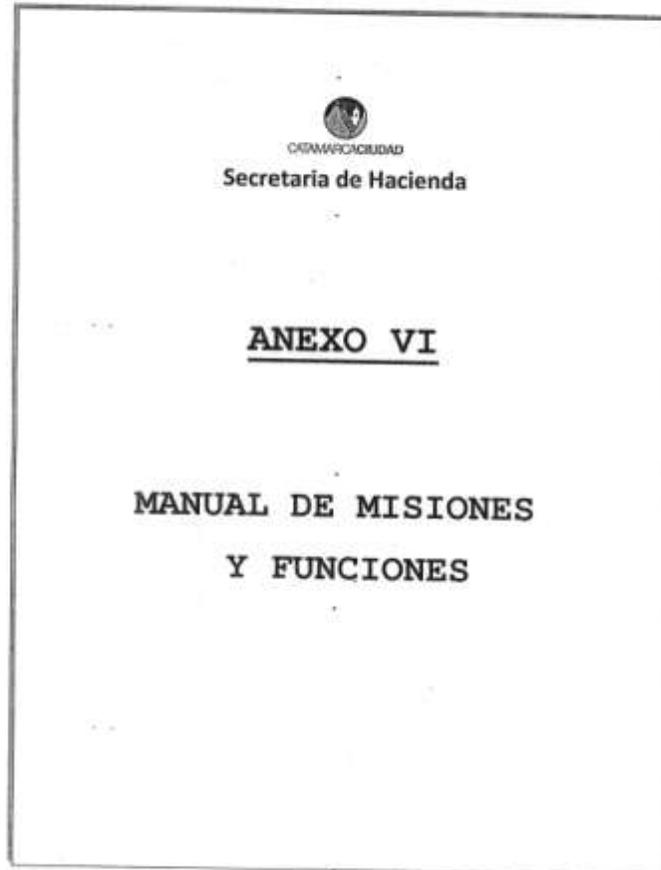 CATAMARCACIUDAD
Secretaria de Hacienda
ANEXO VI
MANUAL DE MISIONES
Y FUNCIONES